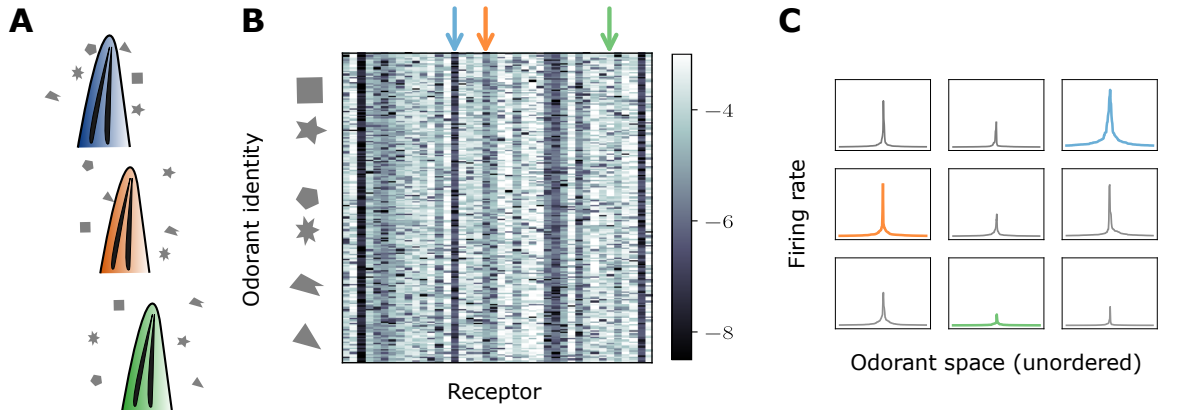 A
B
C
Odorant identity
Receptor
−4
−6
−8
Firing rate
Odorant space (unordered)